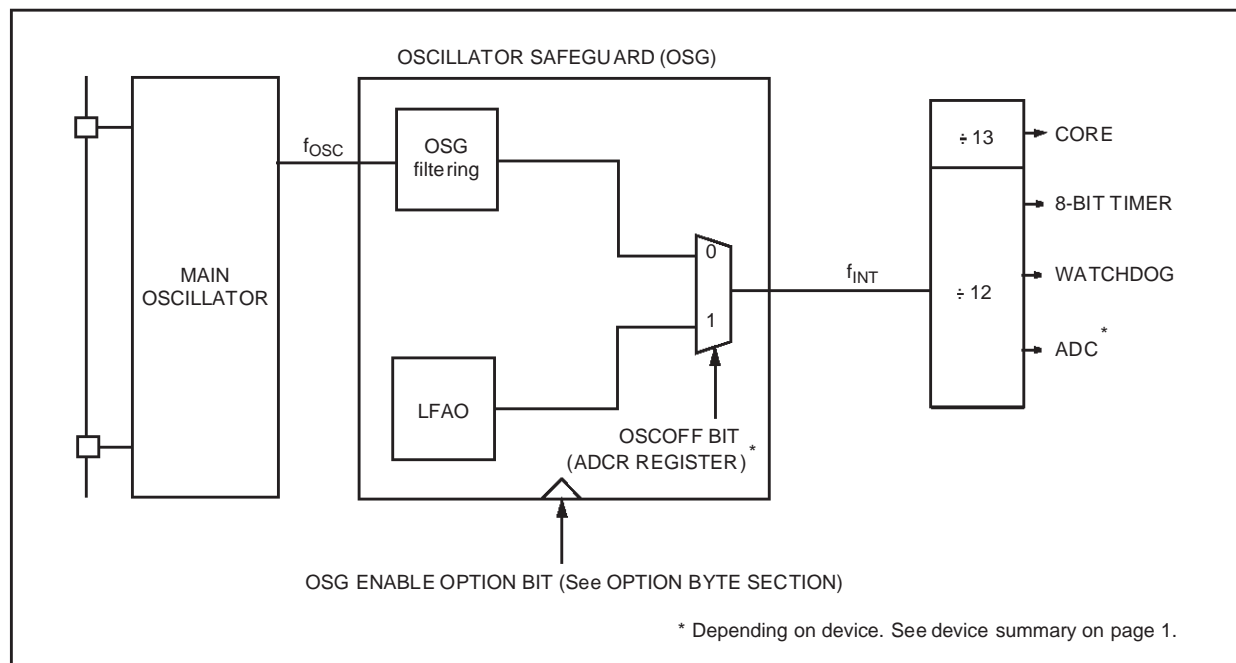 OSCILLATOR SAFEGUARD (OSG)
MAIN
OSCILLATOR
fOSC
OSG
filtering
LFAO
0
1
OSCOFF BIT
(ADCR REGISTER)*
fINT
÷ 13
÷ 12
CORE
8-BIT TIMER
WATCHDOG
ADC*
OSG ENABLE OPTION BIT (See OPTION BYTE SECTION)
* Depending on device. See device summary on page 1.